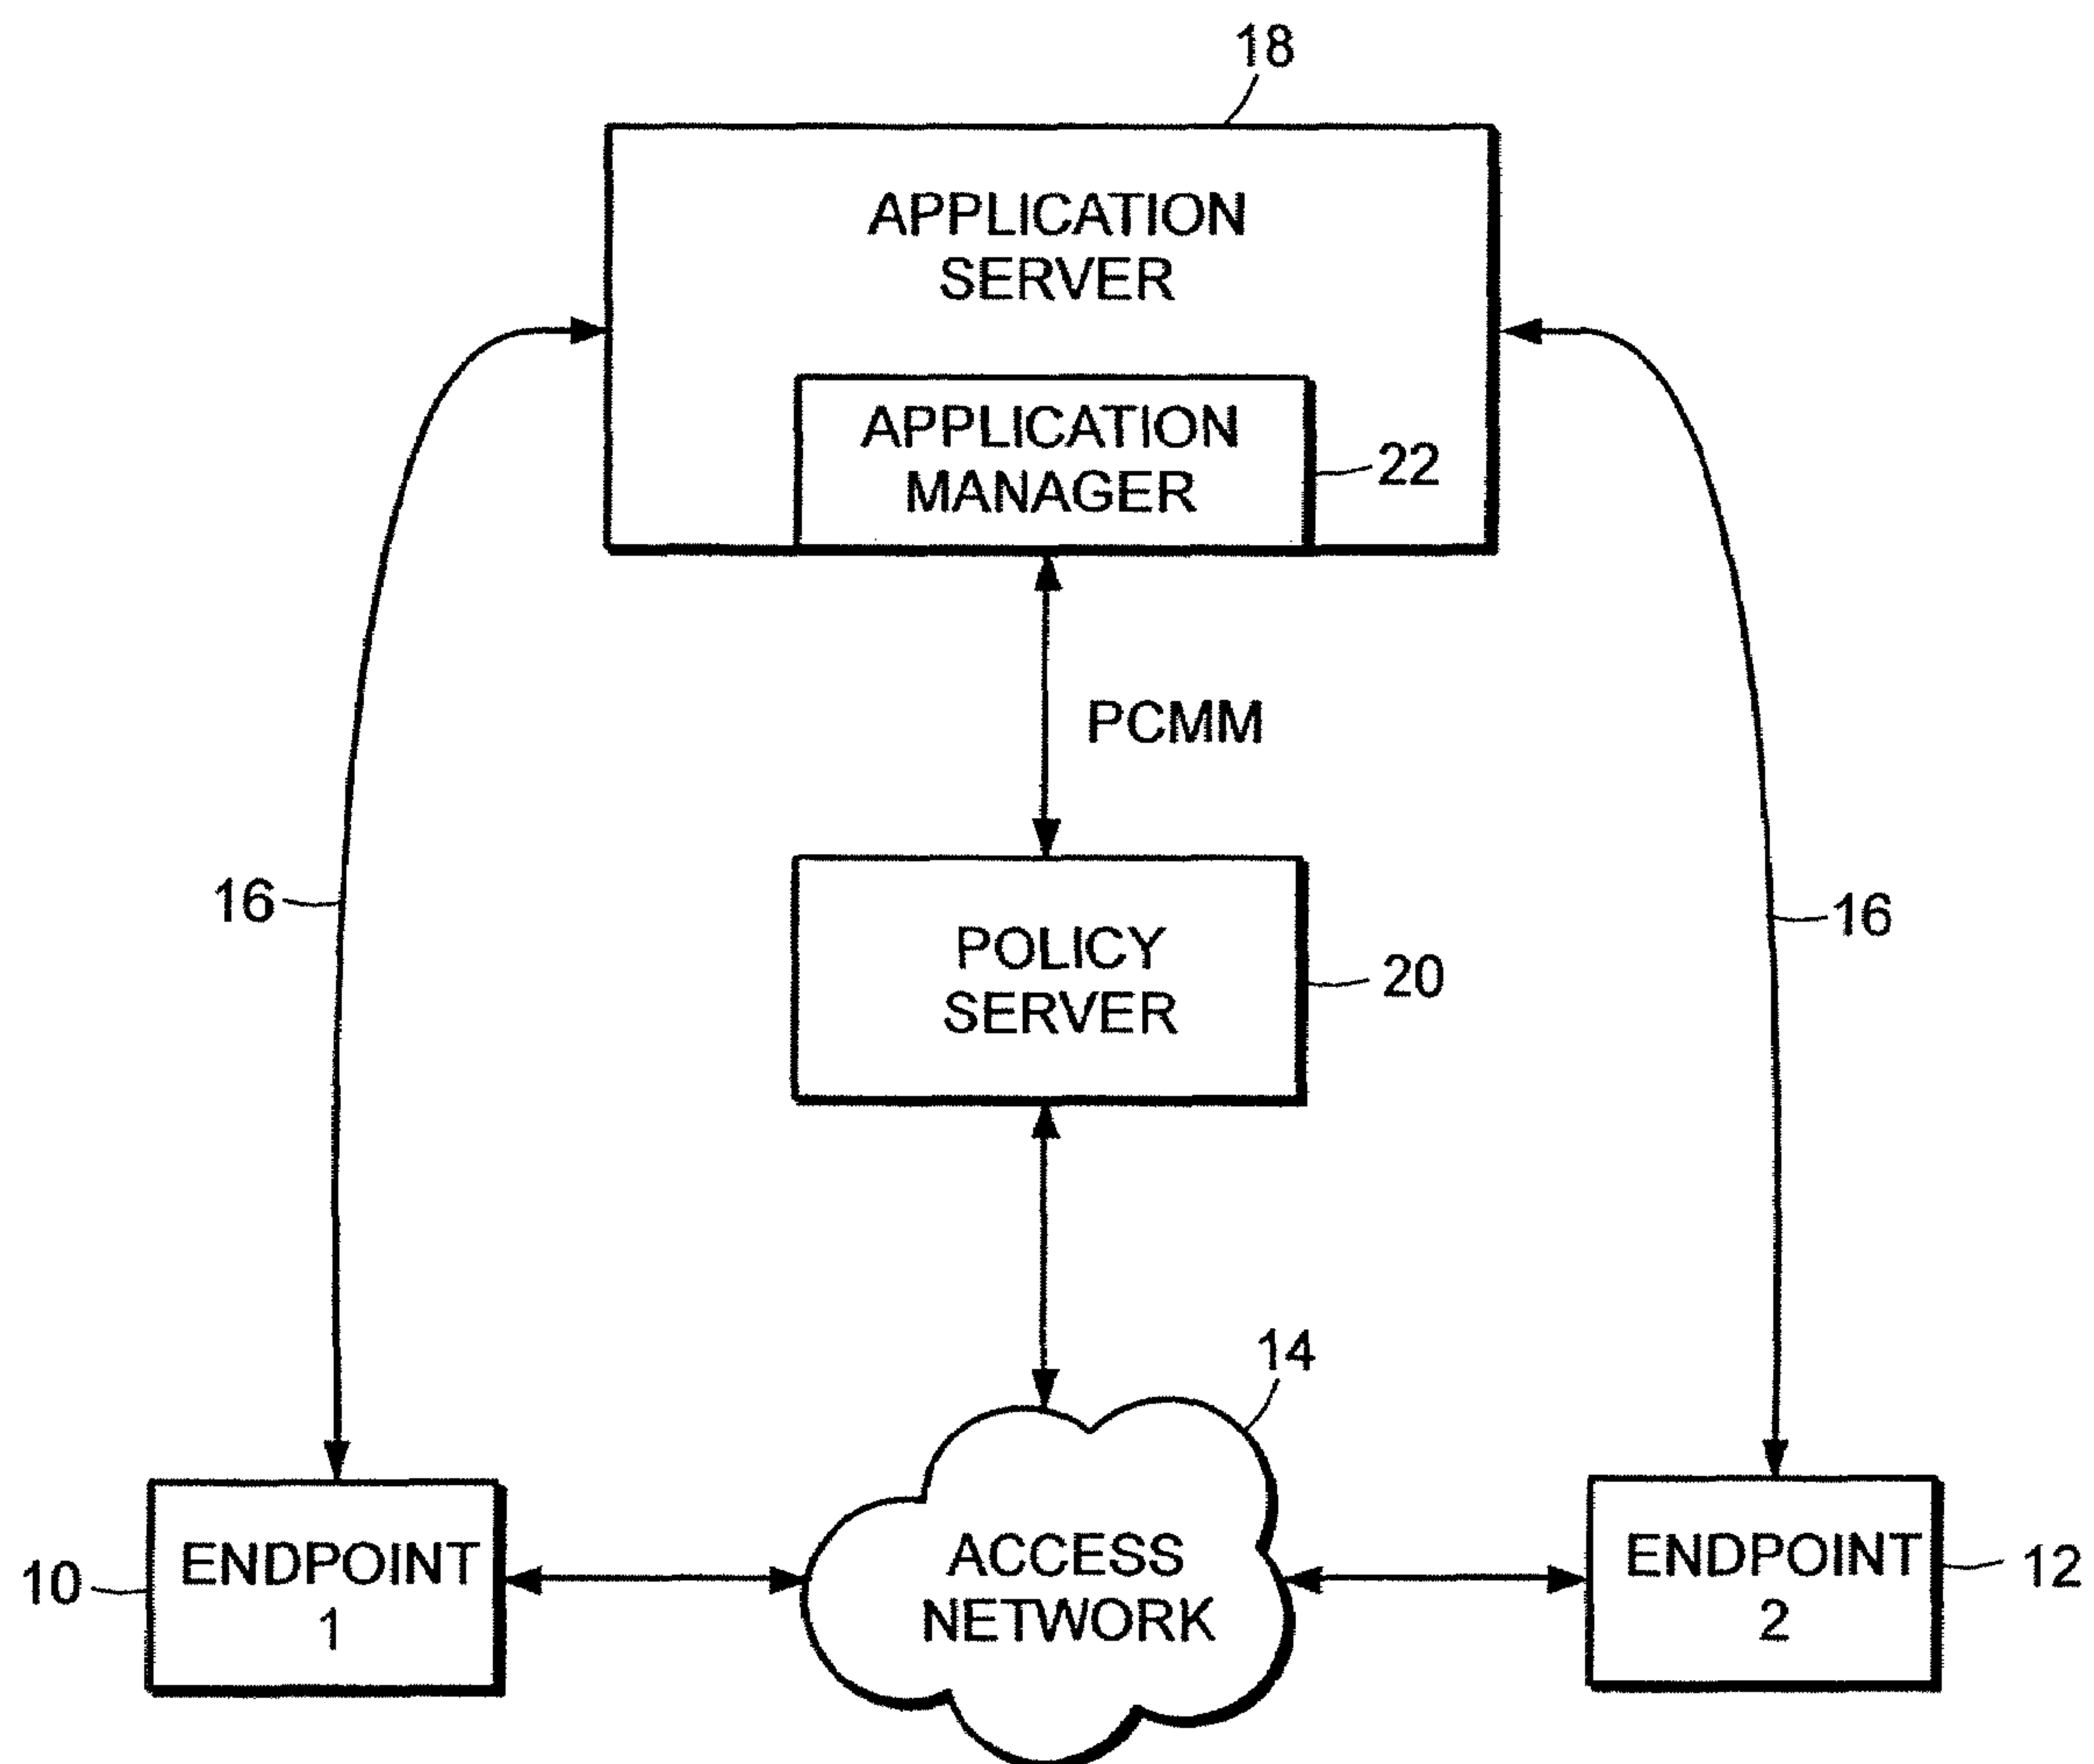 18
APPLICATION
SERVER
APPLICATION
MANAGER
22
PCMM
16
16
POLICY
SERVER
20
14
ENDPOINT
1
10
ACCESS
NETWORK
ENDPOINT
2
12